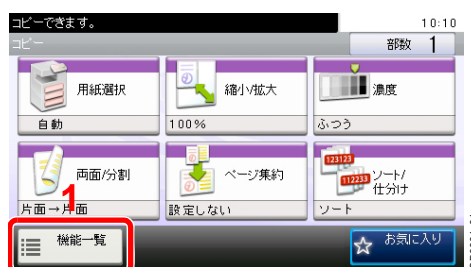 コピーできます。 10:10
コピー 部数 1
用紙選択 縮小/拡大 濃度
自動 100% ふつう
123123
112233
両面/分割 ページ集約 ソート/
仕分け
1
片面→片面 設定しない ソート
機能一覧 お気に入り